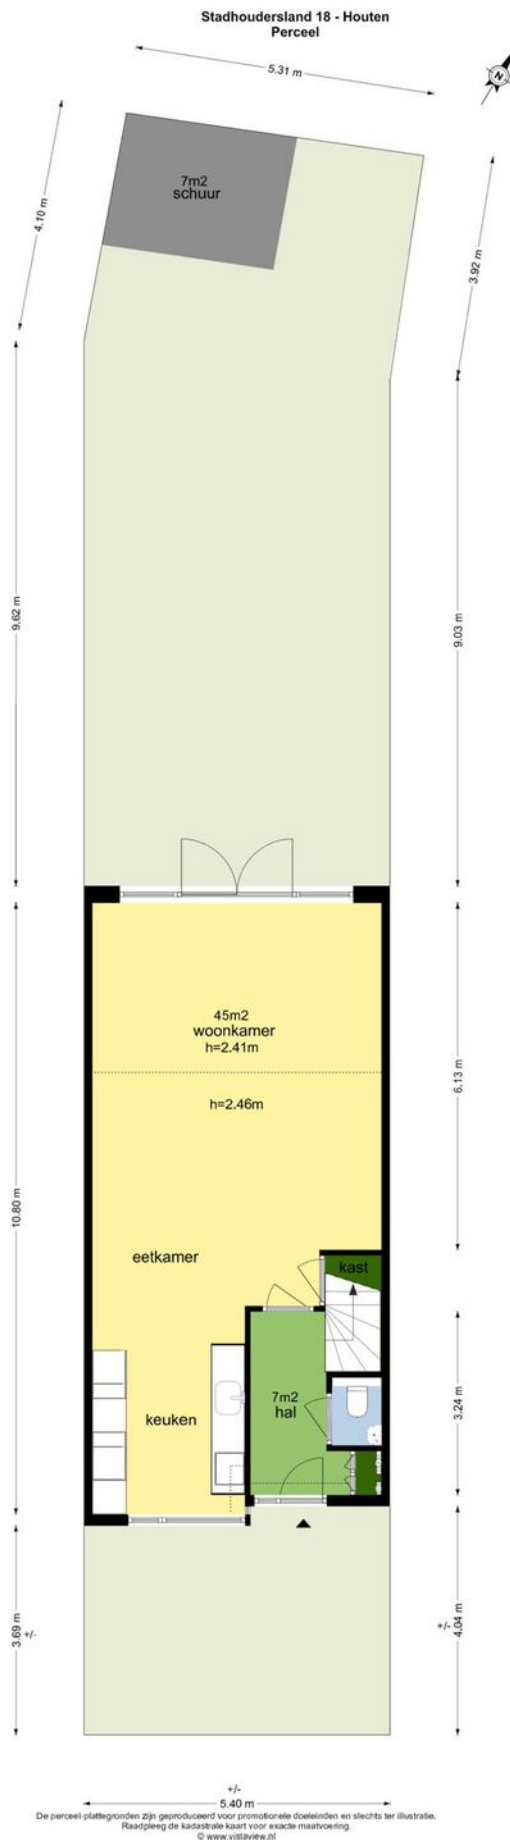 Stadhoudersland 18 - Houten
Perceel
5.31 m
N
4.10 m
7m2
schuur
3.92 m
9.62 m
9.03 m
45m2
woonkamer
h=2.41m
h=2.46m
6.13 m
10.80 m
eetkamer
kast
keuken
7m2
hal
3.24 m
3.69 m
+/-
+/-
4.04 m
+/-
5.40 m
De perceel-plattegronden zijn geproduceerd voor promotionele doeleinden en slechts ter illustratie.
Raadpleeg de kadastrale kaart voor exacte maatvoering.
© www.vistaview.nl